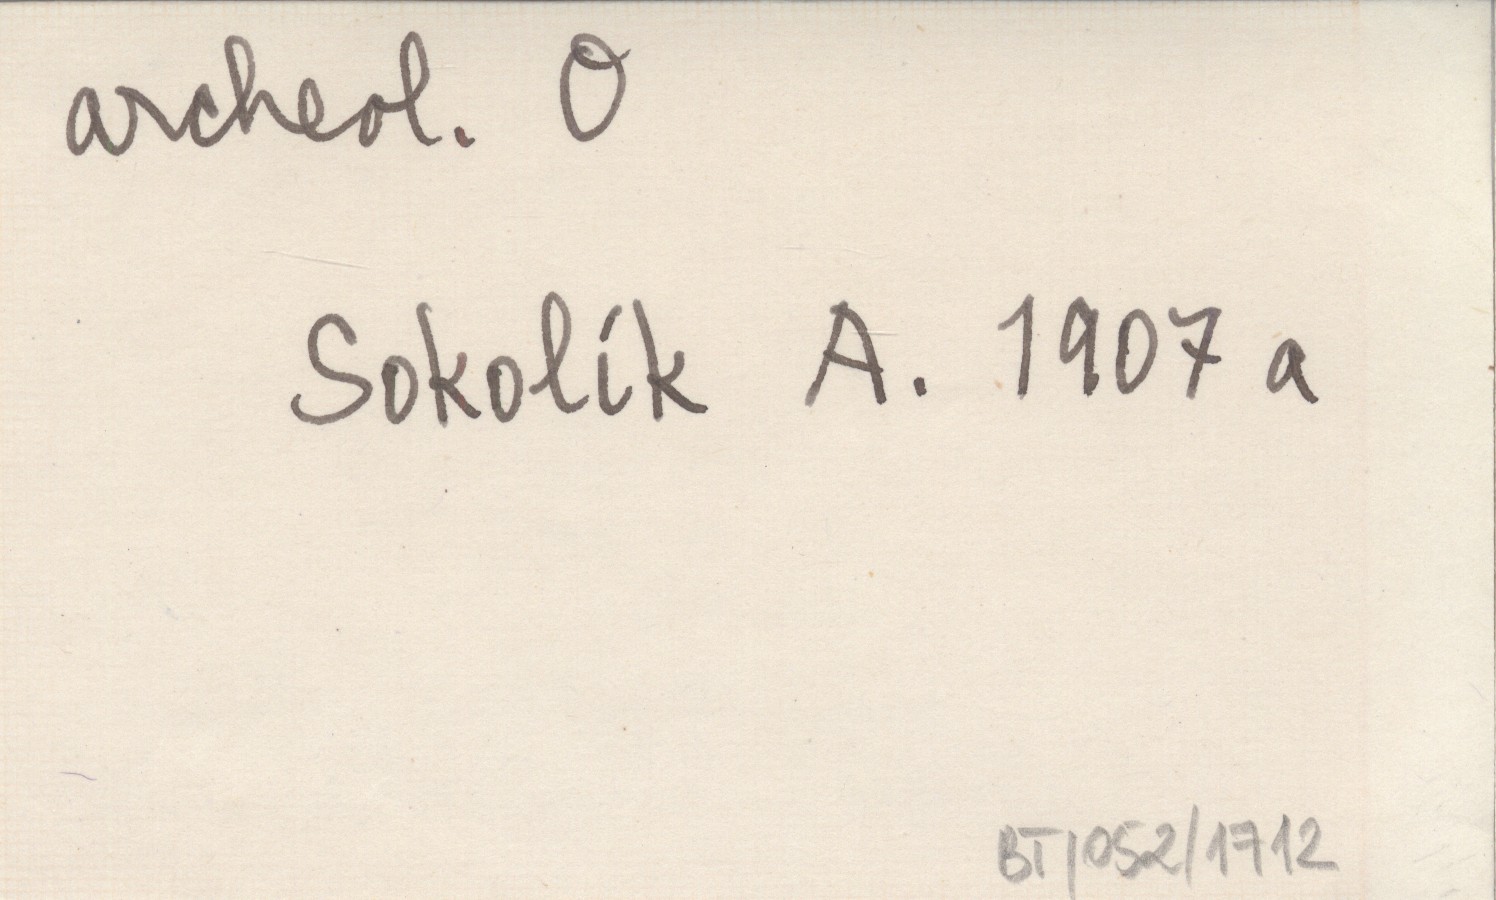 archeol. O
Sokolík A. 1907 a
BT/052/1712